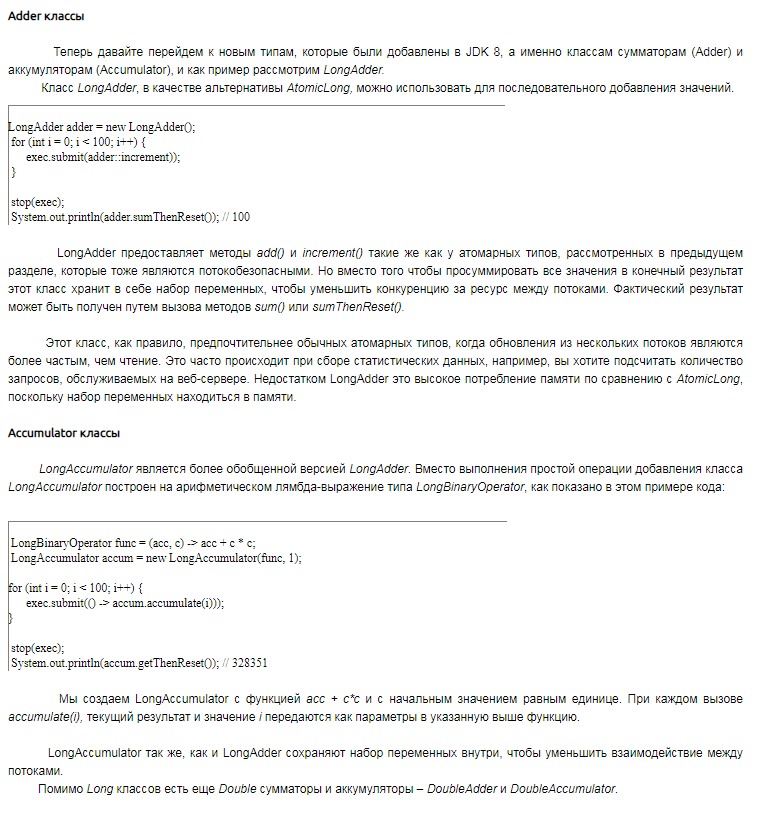 Adder классы
Теперь давайте перейдем к новым типам, которые были добавлены в JDK 8, а именно классам сумматорам (Adder) и
аккумуляторам (Accumulator), и как пример рассмотрим LongAdder.
Класс LongAdder, в качестве альтернативы AtomicLong, можно использовать для последовательного добавления значений.
LongAdder adder = new LongAdder();
for (int i = 0; i < 100; i++) {
exec.submit(adder::increment));
}
stop(exec);
System.out.println(adder.sumThenReset()); // 100
LongAdder предоставляет методы add() и increment() такие же как у атомарных типов, рассмотренных в предыдущем
разделе, которые тоже являются потокобезопасными. Но вместо того чтобы просуммировать все значения в конечный результат
этот класс хранит в себе набор переменных, чтобы уменьшить конкуренцию за ресурс между потоками. Фактический результат
может быть получен путем вызова методов sum() или sumThenReset().
Этот класс, как правило, предпочтительнее обычных атомарных типов, когда обновления из нескольких потоков являются
более частым, чем чтение. Это часто происходит при сборе статистических данных, например, вы хотите подсчитать количество
запросов, обслуживаемых на веб-сервере. Недостатком LongAdder это высокое потребление памяти по сравнению с AtomicLong,
поскольку набор переменных находиться в памяти.
Accumulator классы
LongAccumulator является более обобщенной версией LongAdder. Вместо выполнения простой операции добавления класса
LongAccumulator построен на арифметическом лямбда-выражение типа LongBinaryOperator, как показано в этом примере кода:
LongBinaryOperator func = (acc, c) -> acc + c * c;
LongAccumulator accum = new LongAccumulator(func, 1);
for (int i = 0; i < 100; i++) {
exec.submit(() -> accum.accumulate(i)));
}
stop(exec);
System.out.println(accum.getThenReset()); // 328351
Мы создаем LongAccumulator с функцией acc + c*c и с начальным значением равным единице. При каждом вызове
accumulate(i), текущий результат и значение i передаются как параметры в указанную выше функцию.
LongAccumulator так же, как и LongAdder сохраняют набор переменных внутри, чтобы уменьшить взаимодействие между
потоками.
Помимо Long классов есть еще Double сумматоры и аккумуляторы – DoubleAdder и DoubleAccumulator.